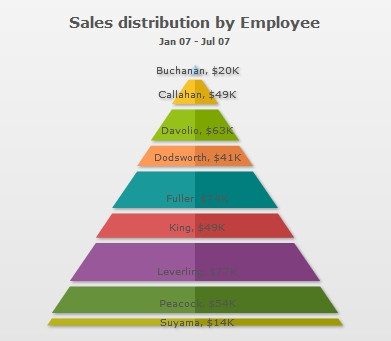 Sales distribution by Employee
Jan 07 - Jul 07
Buchanan, $20K
Callahan, $49K
Davolio, $63K
Dodsworth, $41K
Fuller,
King, $49K
Leverling,
Peacock, $54K
Suyama, $14K